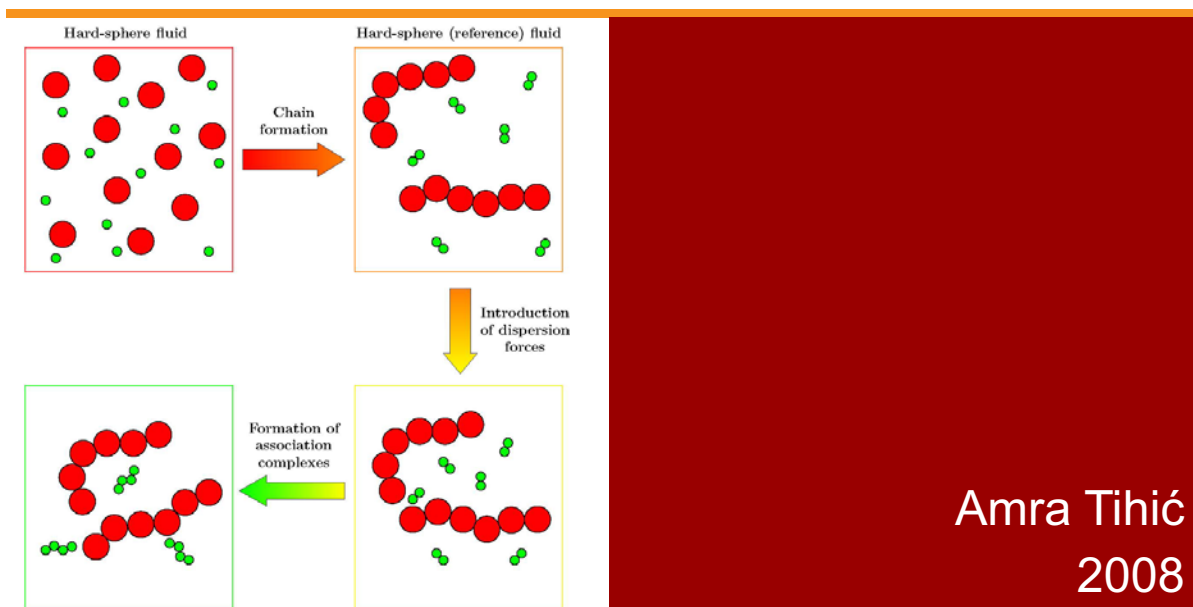 Hard-sphere fluid
Hard-sphere (reference) fluid
Chain
formation
Introduction
of dispersion
forces
Formation of
association
complexes
Amra Tihić
2008